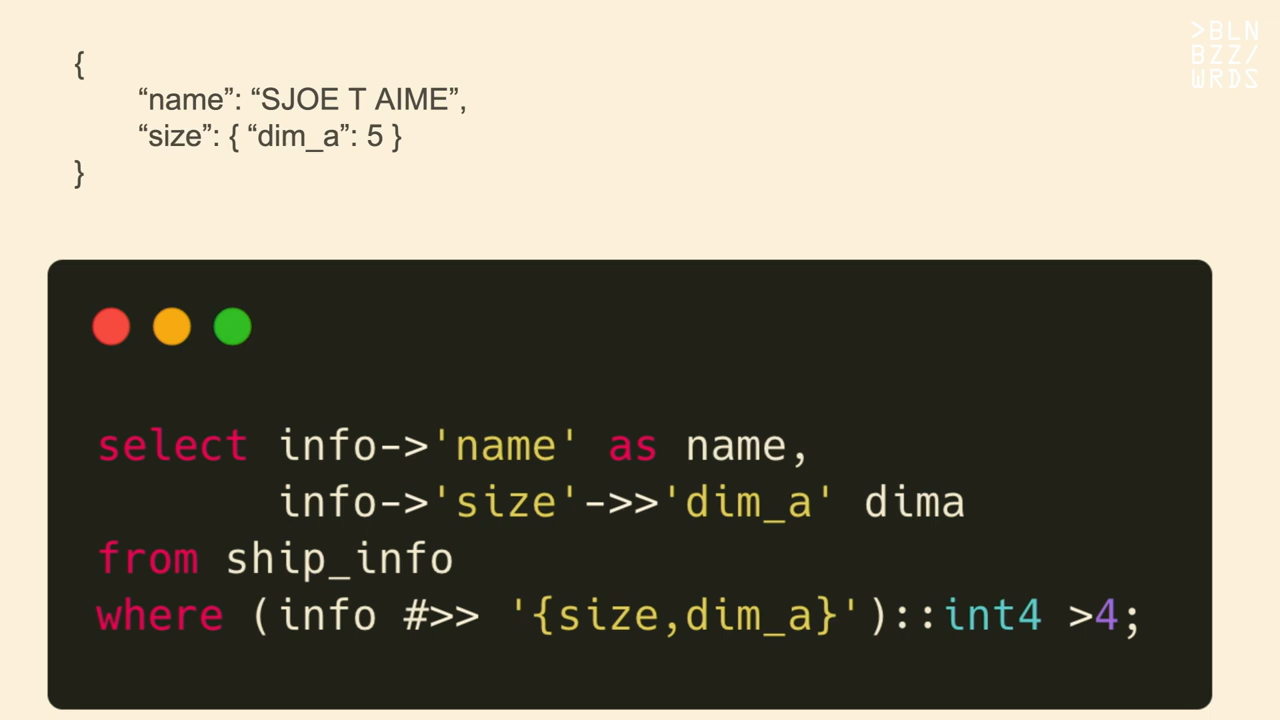 >BLN
BZZ/
WRDS
{
“name”: “SJOE T AIME”,
“size”: { “dim_a”: 5 }
}
select info->'name' as name,
info->'size'->>'dim_a' dima
from ship_info
where (info #>> '{size,dim_a}')::int4 >4;